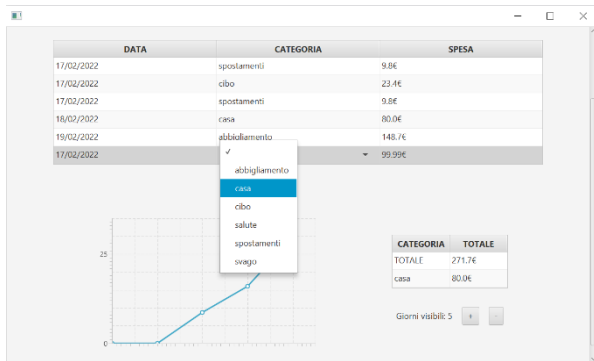 DATA CATEGORIA SPESA
17/02/2022 spostamenti 9.8€
17/02/2022 cibo 23.4€
17/02/2022 spostamenti 9.8€
18/02/2022 casa 80.0€
19/02/2022 abbigliamento 148.7€
17/02/2022 99.99€
✓
abbigliamento
casa
cibo
salute
spostamenti
svago
25
0
CATEGORIA TOTALE
TOTALE 271.7€
casa 80.0€
Giorni visibili: 5 + -